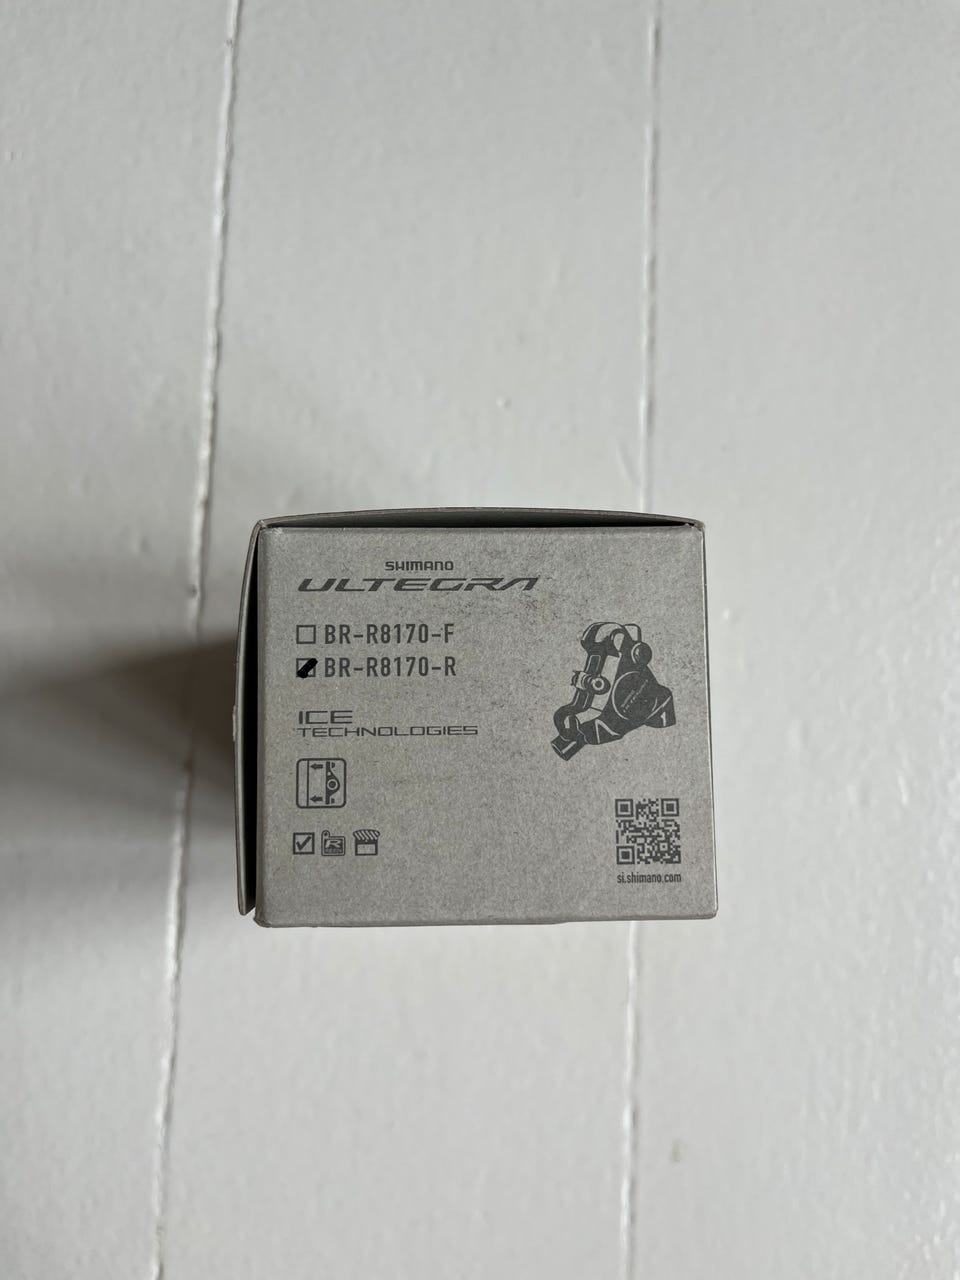 SHIMANO
ULTEGRA
BR-R8170-F
BR-R8170-R
ICE
TECHNOLOGIES
si.shimano.com